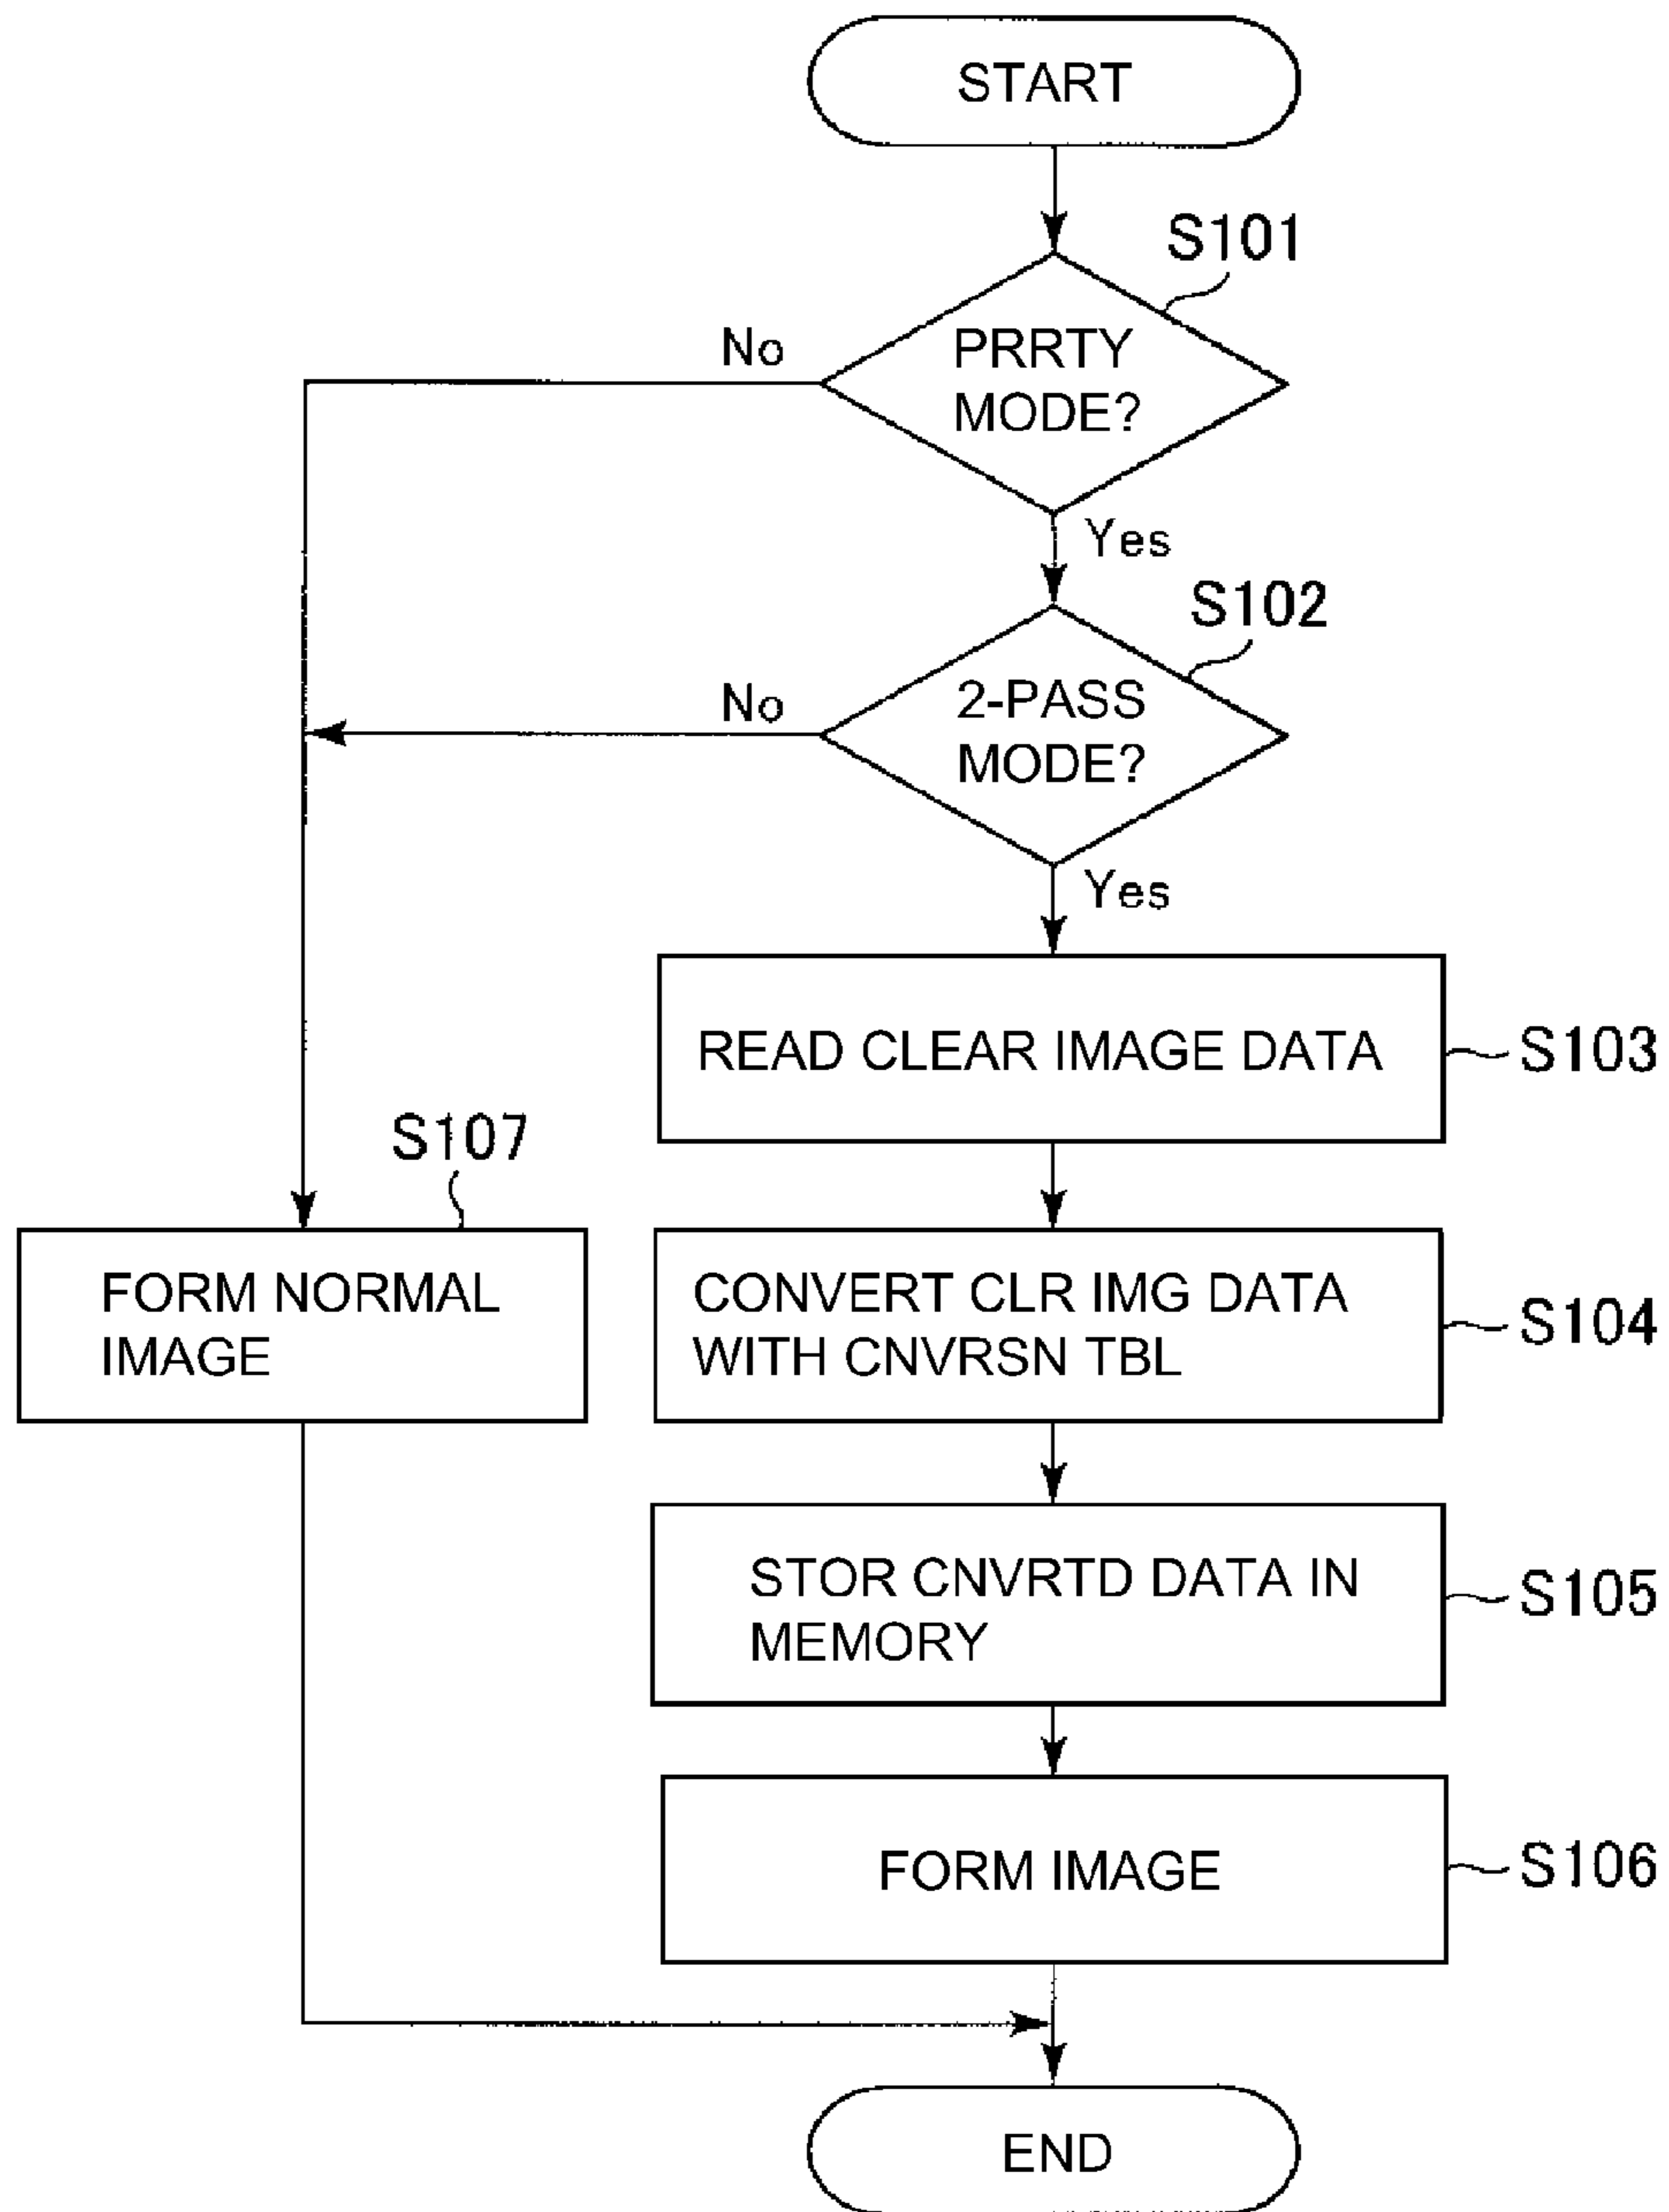 START
S101
PRRTY
MODE?
No
Yes
S102
2-PASS
MODE?
No
Yes
READ CLEAR IMAGE DATA
S103
S107
FORM NORMAL
IMAGE
CONVERT CLR IMG DATA
WITH CNVRSN TBL
S104
STOR CNVRTD DATA IN
MEMORY
S105
FORM IMAGE
S106
END